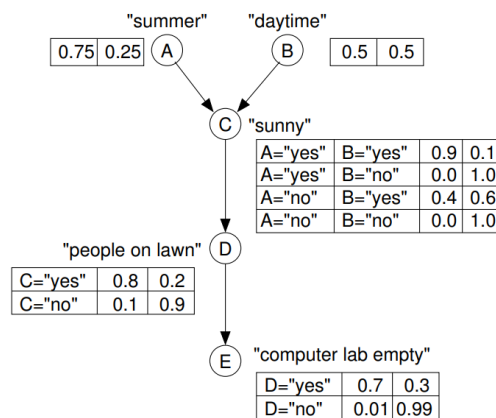 "summer" "daytime"
0.75 0.25 A B 0.5 0.5
C "sunny"
A="yes" B="yes" 0.9 0.1
A="yes" B="no" 0.0 1.0
A="no" B="yes" 0.4 0.6
A="no" B="no" 0.0 1.0
"people on lawn" D
C="yes" 0.8 0.2
C="no" 0.1 0.9
E "computer lab empty"
D="yes" 0.7 0.3
D="no" 0.01 0.99